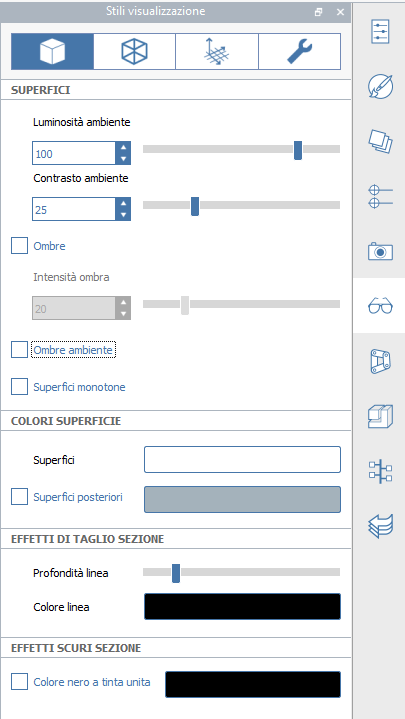 Stili visualizzazione
SUPERFICI
Luminosità ambiente
100
Contrasto ambiente
25
Ombre
Intensità ombra
20
Ombre ambiente
Superfici monotone
COLORI SUPERFICIE
Superfici
Superfici posteriori
EFFETTI DI TAGLIO SEZIONE
Profondità linea
Colore linea
EFFETTI SCURI SEZIONE
Colore nero a tinta unita